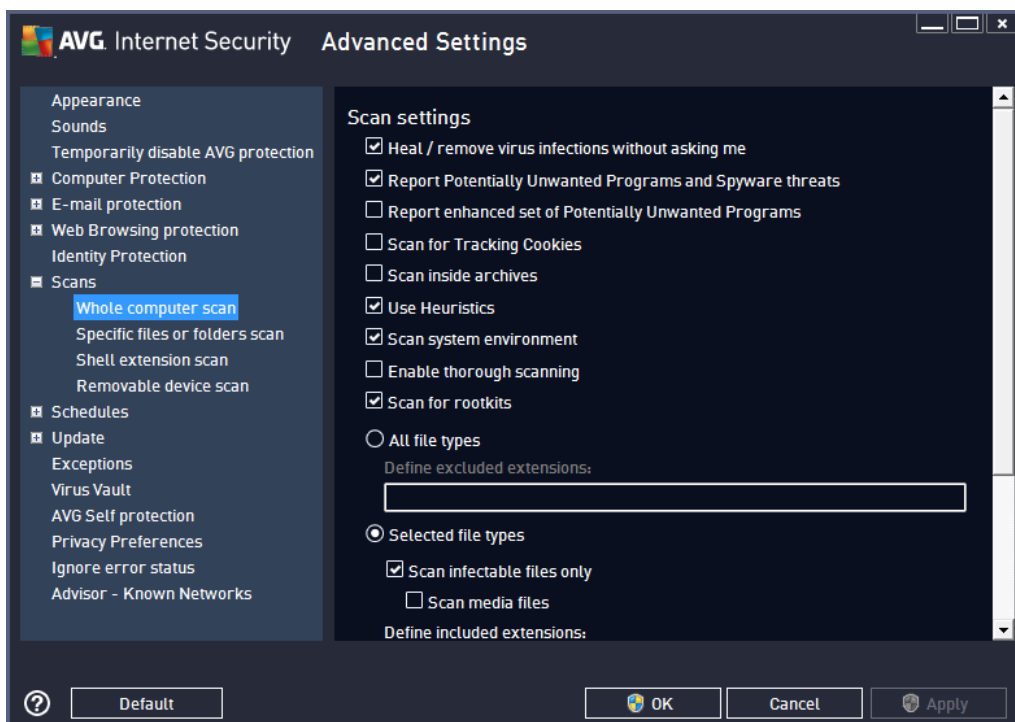 AVG. Internet Security Advanced Settings
Appearance
Sounds
Temporarily disable AVG protection
Computer Protection
E-mail protection
Web Browsing protection
Identity Protection
Scans
Whole computer scan
Specific files or folders scan
Shell extension scan
Removable device scan
Schedules
Update
Exceptions
Virus Vault
AVG Self protection
Privacy Preferences
Ignore error status
Advisor - Known Networks
Scan settings
Heal / remove virus infections without asking me
Report Potentially Unwanted Programs and Spyware threats
Report enhanced set of Potentially Unwanted Programs
Scan for Tracking Cookies
Scan inside archives
Use Heuristics
Scan system environment
Enable thorough scanning
Scan for rootkits
All file types
Define excluded extensions:
Selected file types
Scan infectable files only
Scan media files
Define included extensions:
? Default OK Cancel Apply